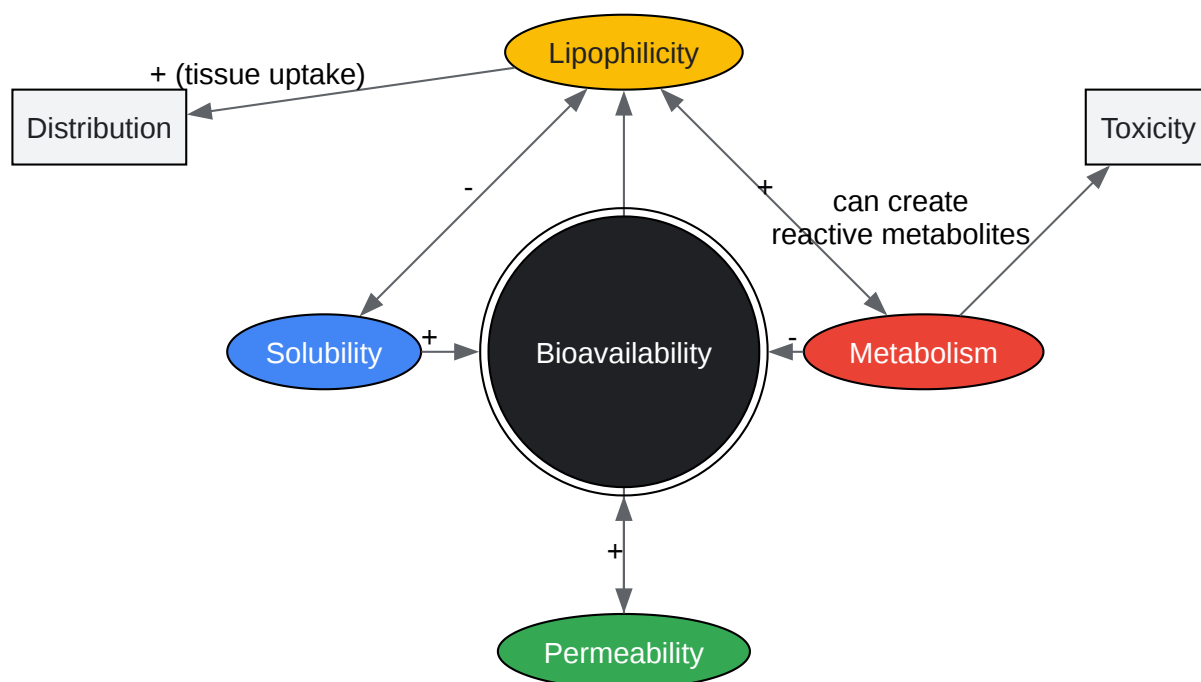 Lipophilicity
+ (tissue uptake)
Distribution
Toxicity
-
+
can create
reactive metabolites
Solubility
+
Bioavailability
-
Metabolism
+
Permeability